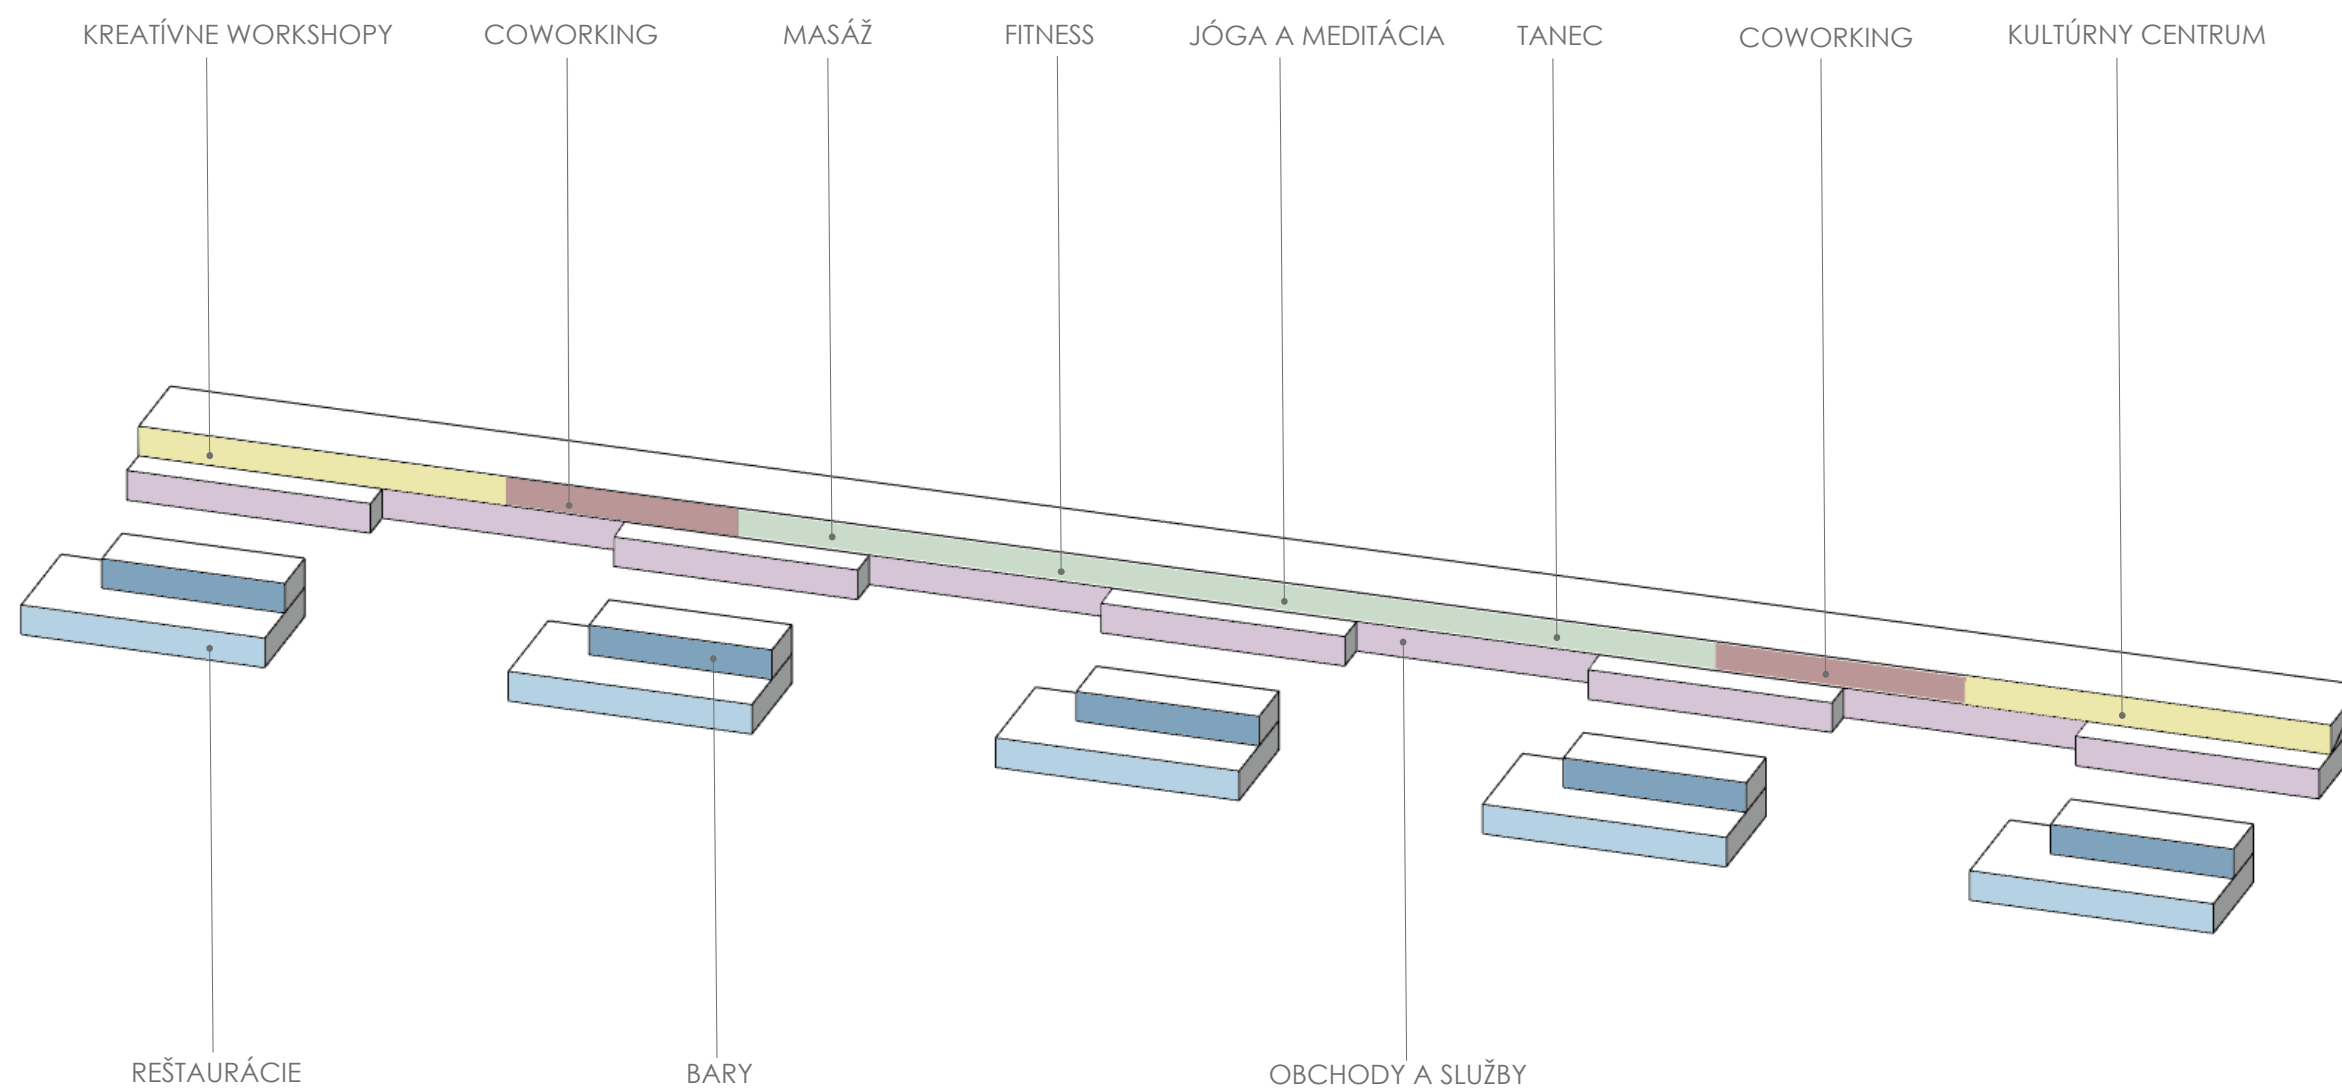 KREATÍVNE WORKSHOPY
COWORKING
MASÁŽ
FITNESS
JÓGA A MEDITÁCIA
TANEC
COWORKING
KULTÚRNY CENTRUM
REŠTAURÁCIE
BARY
OBCHODY A SLUŽBY